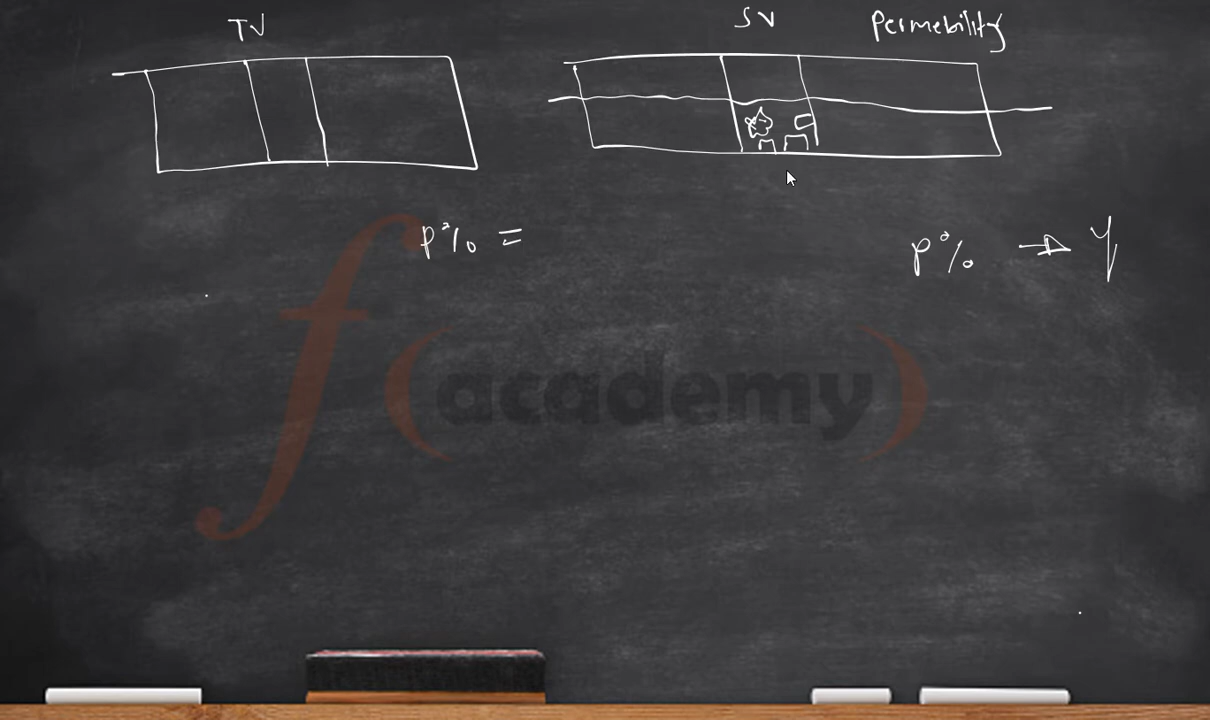 TV
SV
Permebility
P% =
P% → Y
f(academy)